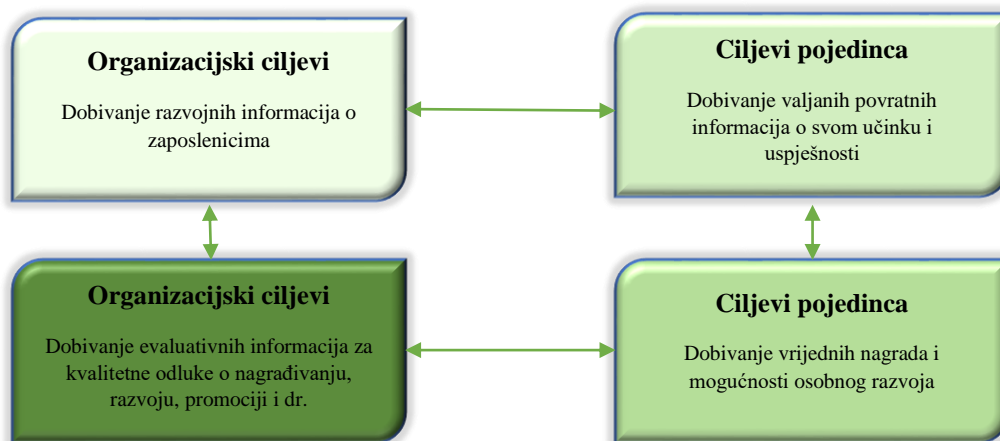 Organizacijski ciljevi
Dobivanje razvojnih informacija o
zaposlenicima
Ciljevi pojedinca
Dobivanje valjanih povratnih
informacija o svom učinku i
uspješnosti
Organizacijski ciljevi
Dobivanje evaluativnih informacija za
kvalitetne odluke o nagrađivanju,
razvoju, promociji i dr.
Ciljevi pojedinca
Dobivanje vrijednih nagrada i
mogućnosti osobnog razvoja